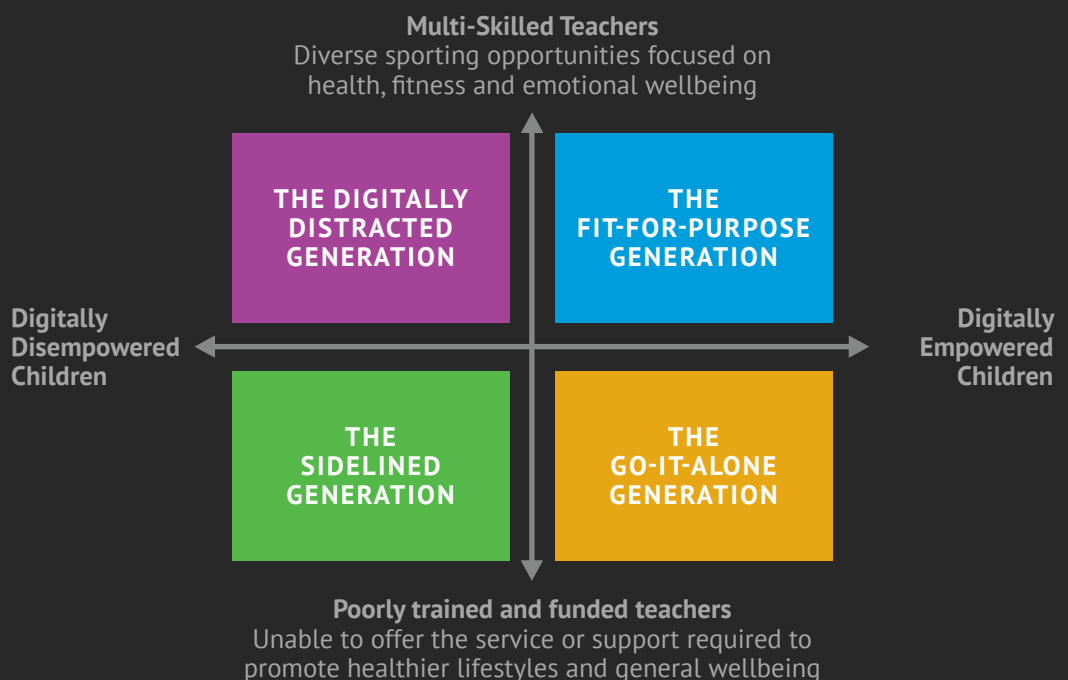 Multi-Skilled Teachers
Diverse sporting opportunities focused on
health, fitness and emotional wellbeing
THE DIGITALLY
DISTRACTED
GENERATION
THE
FIT-FOR-PURPOSE
GENERATION
Digitally
Disempowered
Children
Digitally
Empowered
Children
THE
SIDELINED
GENERATION
THE
GO-IT-ALONE
GENERATION
Poorly trained and funded teachers
Unable to offer the service or support required to
promote healthier lifestyles and general wellbeing